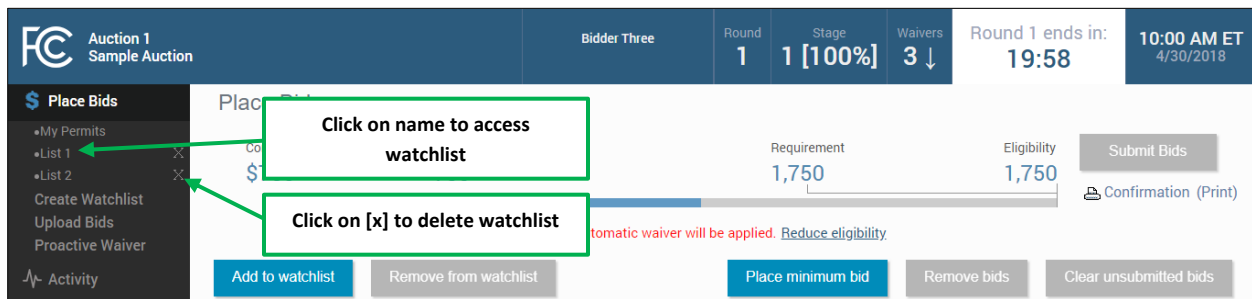 FCC
Auction 1
Sample Auction
Bidder Three
Round
1
Stage
1 [100%]
Waivers
3 ↓
Round 1 ends in:
19:58
10:00 AM ET
4/30/2018
$ Place Bids
•My Permits
•List 1 X
•List 2 X
Create Watchlist
Upload Bids
Proactive Waiver
Activity
Click on name to access
watchlist
Click on [x] to delete watchlist
Requirement
1,750
Eligibility
1,750
Submit Bids
Confirmation (Print)
will be applied. Reduce eligibility
Add to watchlist
Remove from watchlist
Place minimum bid
Remove bids
Clear unsubmitted bids